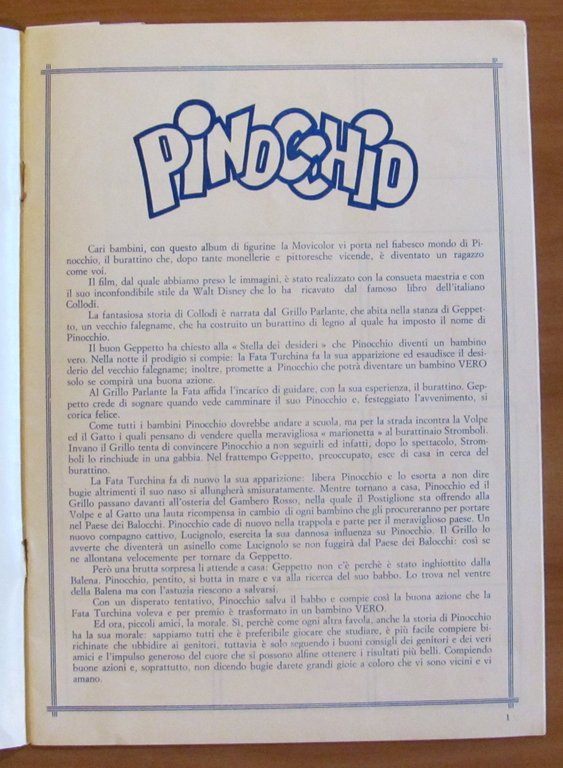 PINOCCHIO
Cari bambini, con questo album di figurine la Movicolor vi porta nel fiabesco mondo di Pi-
nocchio, il burattino che, dopo tante monellerie e pittoresche vicende, è diventato un ragazzo
come voi.
Il film, dal quale abbiamo preso le immagini, è stato realizzato con la consueta maestria e con
il suo inconfondibile stile da Walt Disney che lo ha ricavato dal famoso libro dell'italiano
Collodi.
La fantasiosa storia di Collodi è narrata dal Grillo Parlante, che abita nella stanza di Geppet-
to, un vecchio falegname, che ha costruito un burattino di legno al quale ha imposto il nome di
Pinocchio.
Il buon Geppetto ha chiesto alla « Stella dei desideri » che Pinocchio diventi un bambino
vero. Nella notte il prodigio si compie: la Fata Turchina fa la sua apparizione ed esaudisce il desi-
derio del vecchio falegname; inoltre, promette a Pinocchio che potrà diventare un bambino VERO
solo se compirà una buona azione.
Al Grillo Parlante la Fata affida l'incarico di guidare, con la sua esperienza, il burattino. Gep-
petto crede di sognare quando vede camminare il suo Pinocchio e, festeggiato l'avvenimento, si
corica felice.
Come tutti i bambini Pinocchio dovrebbe andare a scuola, ma per la strada incontra la Volpe
ed il Gatto i quali pensano di vendere quella meravigliosa « marionetta » al burattinaio Stromboli.
Invano il Grillo tenta di convincere Pinocchio a non seguirli ed infatti, dopo lo spettacolo, Strom-
boli lo rinchiude in una gabbia. Nel frattempo Geppetto, preoccupato, esce di casa in cerca del
burattino.
La Fata Turchina fa di nuovo la sua apparizione: libera Pinocchio e lo esorta a non dire
bugie altrimenti il suo naso si allungherà smisuratamente. Mentre tornano a casa, Pinocchio ed il
Grillo passano davanti all'osteria del Gambero Rosso, nella quale il Postiglione sta offrendo alla
Volpe e al Gatto una lauta ricompensa in cambio di ogni bambino che gli procureranno per portare
nel Paese dei Balocchi. Pinocchio cade di nuovo nella trappola e parte per il meraviglioso paese. Un
nuovo compagno cattivo, Lucignolo, esercita la sua dannosa influenza su Pinocchio. Il Grillo lo
avverte che diventerà un asinello come Lucignolo se non fuggirà dal Paese dei Balocchi: così se
ne allontana velocemente per tornare da Geppetto.
Però una brutta sorpresa li attende a casa: Geppetto non c'è perchè è stato inghiottito dalla
Balena. Pinocchio, pentito, si butta in mare e va alla ricerca del suo babbo. Lo trova nel ventre
della Balena ma con l'astuzia riescono a salvarsi.
Con un disperato tentativo, Pinocchio salva il babbo e compie così la buona azione che la
Fata Turchina voleva e per premio è trasformato in un bambino VERO.
Ed ora, piccoli amici, la morale. Sì, perchè come ogni altra favola, anche la storia di Pinocchio
ha la sua morale: sappiamo tutti che è preferibile giocare che studiare, è più facile compiere bi-
richinate che ubbidire ai genitori, tuttavia è solo seguendo i buoni consigli dei genitori e dei veri
amici e l'impulso generoso del cuore che si possono alfine ottenere i risultati più belli. Compiendo
buone azioni e, soprattutto, non dicendo bugie darete grandi gioie a coloro che vi sono vicini e vi
amano.
1